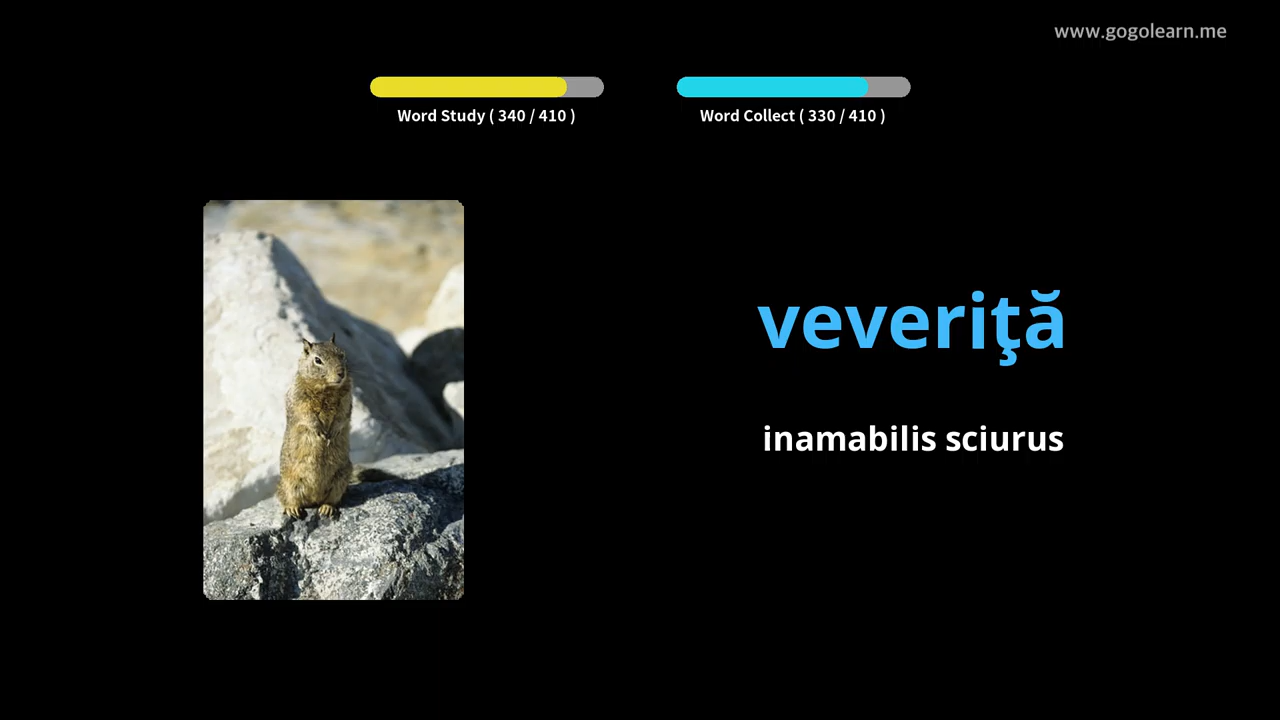 www.gogolearn.me
Word Study ( 340 / 410 )
Word Collect ( 330 / 410 )
veveriţă
inamabilis sciurus